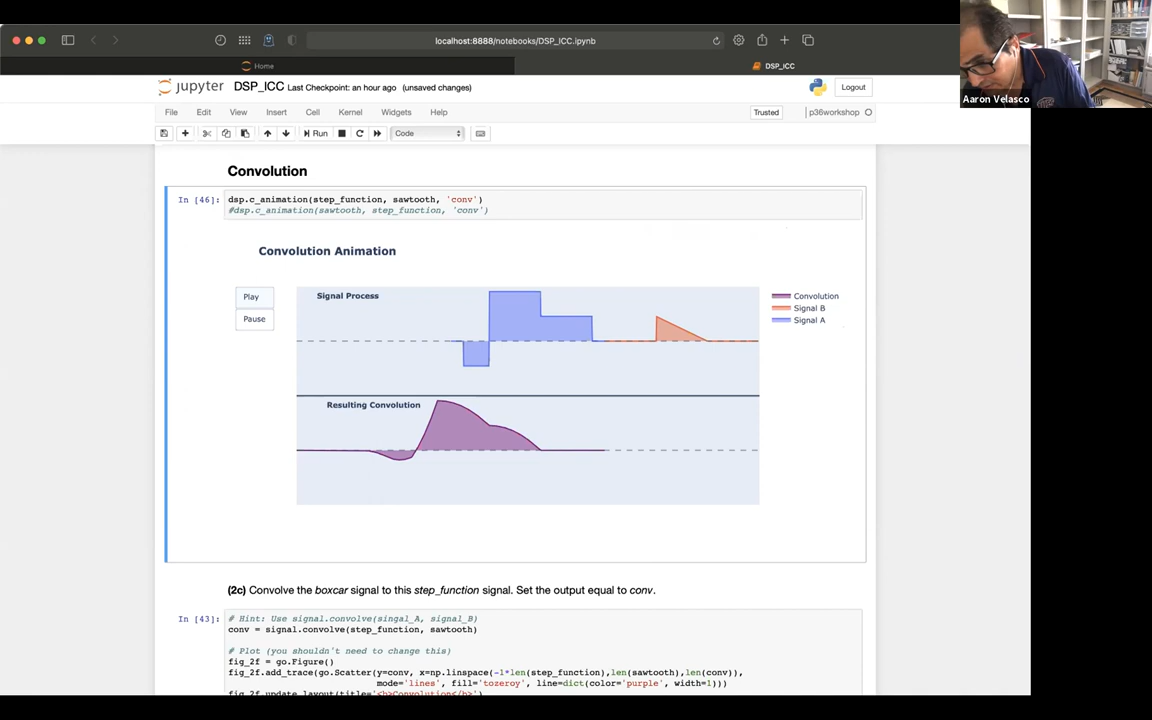 localhost:8888/notebooks/DSP_ICC.ipynb
Home
DSP_ICC
Aaron Velasco
jupyter DSP_ICC Last Checkpoint: an hour ago (unsaved changes)
Logout
File Edit View Insert Cell Kernel Widgets Help
Trusted
p36workshop
Run
Code
Convolution
In [46]: dsp.c_animation(step_function, sawtooth, 'conv')
#dsp.c_animation(sawtooth, step_function, 'conv')
Convolution Animation
Play
Pause
Signal Process
Convolution
Signal B
Signal A
Resulting Convolution
(2c) Convolve the boxcar signal to this step_function signal. Set the output equal to conv.
In [43]: # Hint: Use signal.convolve(singal_A, signal_B)
conv = signal.convolve(step_function, sawtooth)
# Plot (you shouldn't need to change this)
fig_2f = go.Figure()
fig_2f.add_trace(go.Scatter(y=conv, x=np.linspace(-1*len(step_function),len(sawtooth),len(conv)),
mode='lines', fill='tozeroy', line=dict(color='purple', width=1)))
fig_2f.update_layout(title='<b>Convolution</b>')